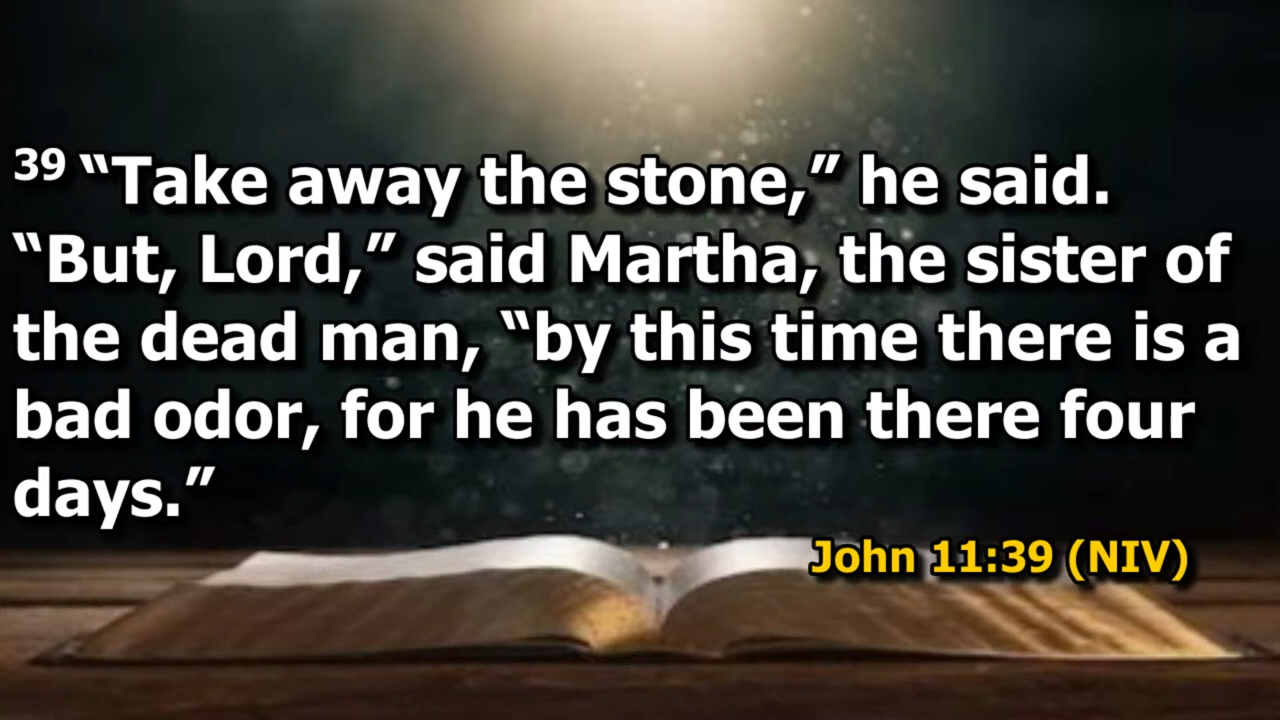 39 “Take away the stone,” he said.
“But, Lord,” said Martha, the sister of
the dead man, “by this time there is a
bad odor, for he has been there four
days.”
John 11:39 (NIV)